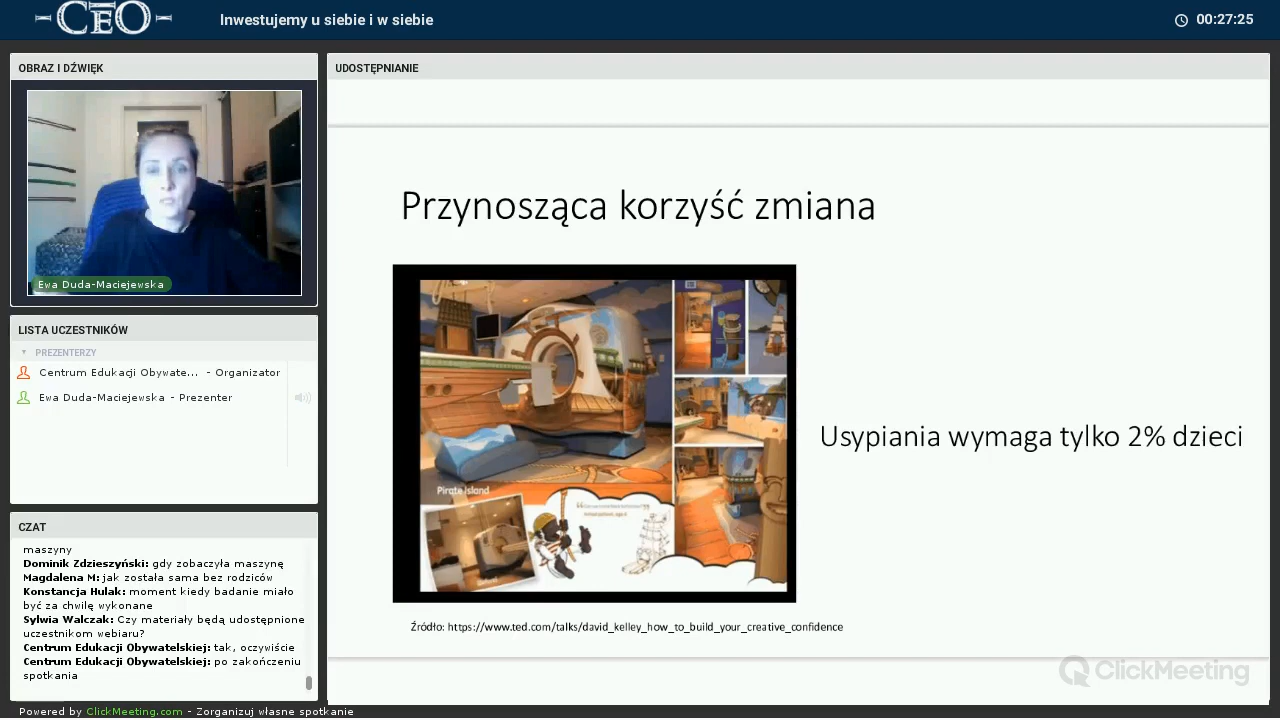 CEO
Inwestujemy u siebie i w siebie
00:27:25
OBRAZ I DŹWIĘK
Ewa Duda-Maciejewska
LISTA UCZESTNIKÓW
PREZENTERZY
Centrum Edukacji Obywate... - Organizator
Ewa Duda-Maciejewska - Prezenter
CZAT
maszyny
Dominik Zdzieszyński: gdy zobaczyła maszynę
Magdalena M: jak została sama bez rodziców
Konstancja Hulak: moment kiedy badanie miało
być za chwilę wykonane
Sylwia Walczak: Czy materiały będą udostępnione
uczestnikom webiaru?
Centrum Edukacji Obywatelskiej: tak, oczywiście
Centrum Edukacji Obywatelskiej: po zakończeniu
spotkania
Powered by ClickMeeting.com - Zorganizuj własne spotkanie
UDOSTĘPNIANIE
Przynosząca korzyść zmiana
Pirate Island
Usypiania wymaga tylko 2% dzieci
Źródło: https://www.ted.com/talks/david_kelley_how_to_build_your_creative_confidence
ClickMeeting